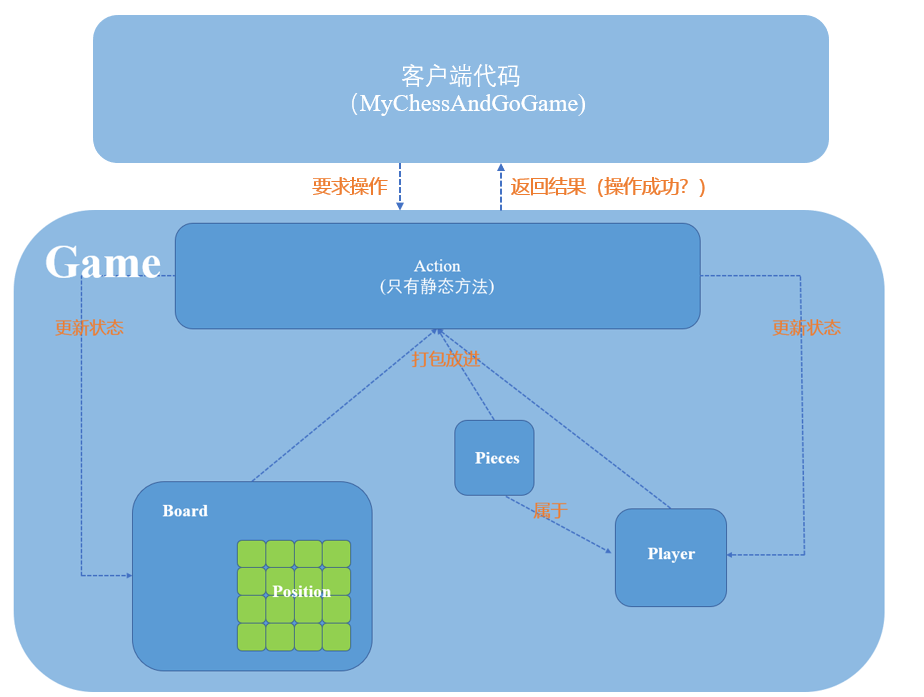 客户端代码
（MyChessAndGoGame)
要求操作
返回结果（操作成功？）
Game
Action
(只有静态方法)
更新状态
更新状态
打包放进
Pieces
属于
Board
Player
Position